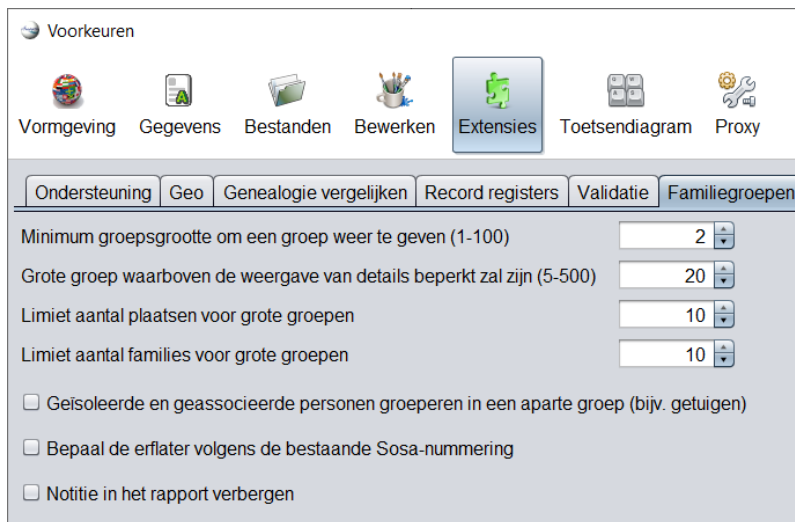 Voorkeuren
Vormgeving Gegevens Bestanden Bewerken Extensies Toetsendiagram Proxy
Ondersteuning Geo Genealogie vergelijken Record registers Validatie Familiegroepen
Minimum groepsgrootte om een groep weer te geven (1-100) 2
Grote groep waarboven de weergave van details beperkt zal zijn (5-500) 20
Limiet aantal plaatsen voor grote groepen 10
Limiet aantal families voor grote groepen 10
Geïsoleerde en geassocieerde personen groeperen in een aparte groep (bijv. getuigen)
Bepaal de erflater volgens de bestaande Sosa-nummering
Notitie in het rapport verbergen